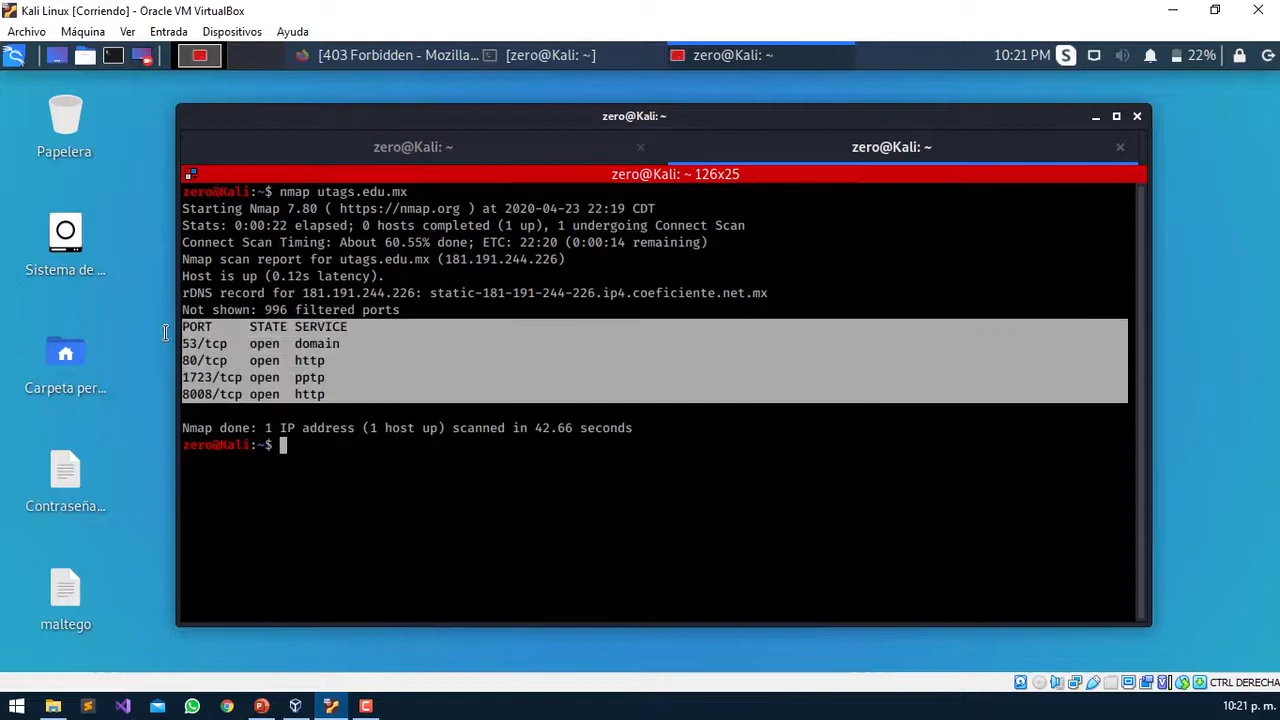 Kali Linux [Corriendo] - Oracle VM VirtualBox
Archivo Máquina Ver Entrada Dispositivos Ayuda
[403 Forbidden - Mozilla... [zero@Kali: ~] zero@Kali: ~ 10:21 PM S 22%
Papelera
Sistema de ...
Carpeta per...
Contraseña...
maltego
zero@Kali: ~
zero@Kali: ~ zero@Kali: ~
zero@Kali: ~ 126x25
zero@Kali:~$ nmap utags.edu.mx
Starting Nmap 7.80 ( https://nmap.org ) at 2020-04-23 22:19 CDT
Stats: 0:00:22 elapsed; 0 hosts completed (1 up), 1 undergoing Connect Scan
Connect Scan Timing: About 60.55% done; ETC: 22:20 (0:00:14 remaining)
Nmap scan report for utags.edu.mx (181.191.244.226)
Host is up (0.12s latency).
rDNS record for 181.191.244.226: static-181-191-244-226.ip4.coeficiente.net.mx
Not shown: 996 filtered ports
PORT STATE SERVICE
53/tcp open domain
80/tcp open http
1723/tcp open pptp
8008/tcp open http
Nmap done: 1 IP address (1 host up) scanned in 42.66 seconds
zero@Kali:~$
CTRL DERECHA
10:21 p. m.